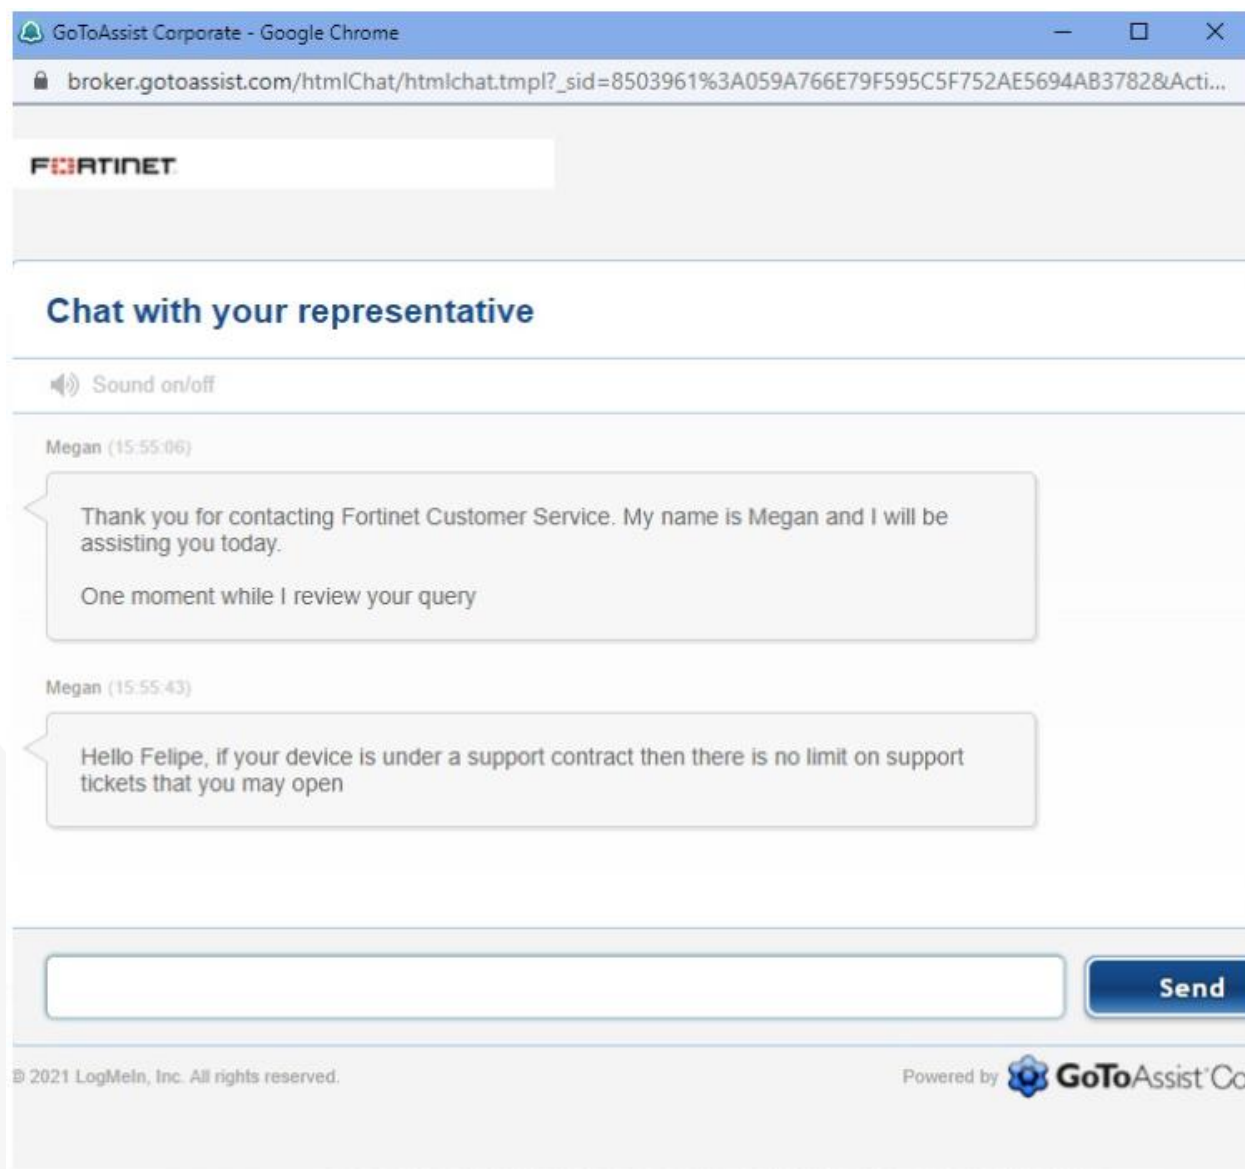 GoToAssist Corporate - Google Chrome
broker.gotoassist.com/htmlChat/htmlchat.tmpl?_sid=8503961%3A059A766E79F595C5F752AE5694AB3782&Acti...
FORTINET
Chat with your representative
Sound on/off
Megan (15:55:06)
Thank you for contacting Fortinet Customer Service. My name is Megan and I will be
assisting you today.
One moment while I review your query
Megan (15:55:43)
Hello Felipe, if your device is under a support contract then there is no limit on support
tickets that you may open
Send
© 2021 LogMeIn, Inc. All rights reserved.
Powered by GoToAssist Co